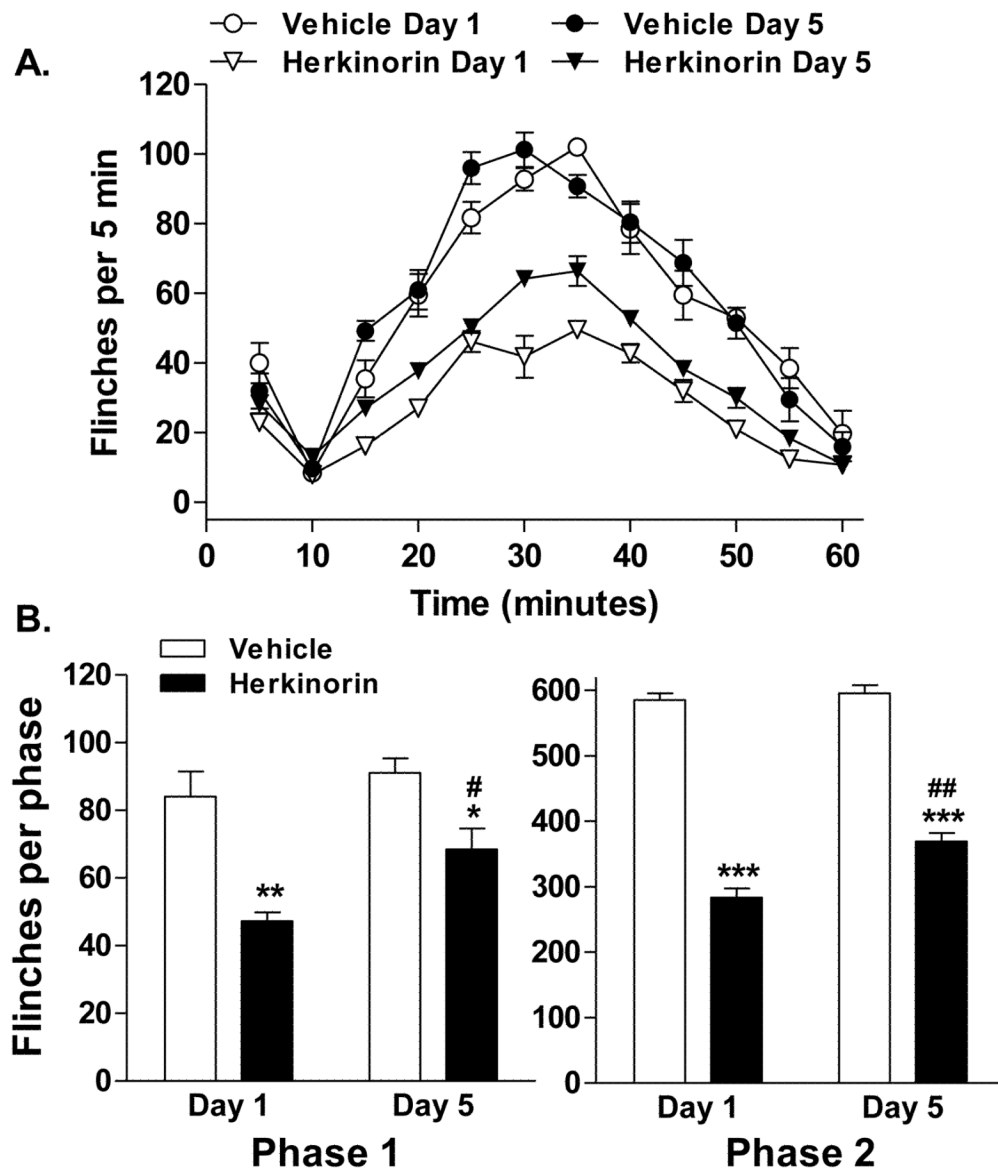 Vehicle Day 1 Vehicle Day 5
A. Herkinorin Day 1 Herkinorin Day 5
120
100
80
60
40
20
0
Flinches per 5 min
0 10 20 30 40 50 60
Time (minutes)
B.
Vehicle
Herkinorin
Flinches per phase
120
100
80
60
40
20
0
**
#
*
Day 1 Day 5
Phase 1
600
500
400
300
200
100
0
***
##
***
Day 1 Day 5
Phase 2